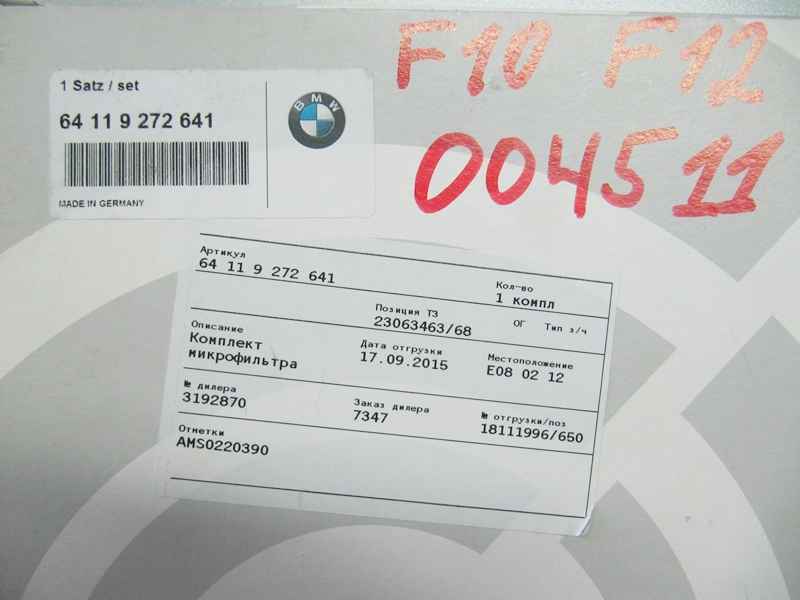 F10 F12
004511
1 Satz / set
64 11 9 272 641
BMW
MADE IN GERMANY
Артикул
64 11 9 272 641
Кол-во
1 компл
Позиция ТЗ
23063463/68
ОГ Тип з/ч
Описание
Комплект
микрофильтра
Дата отгрузки
17.09.2015
Местоположение
E08 02 12
№ дилера
3192870
Заказ дилера
7347
№ отгрузки/поз
18111996/650
Отметки
AMS0220390